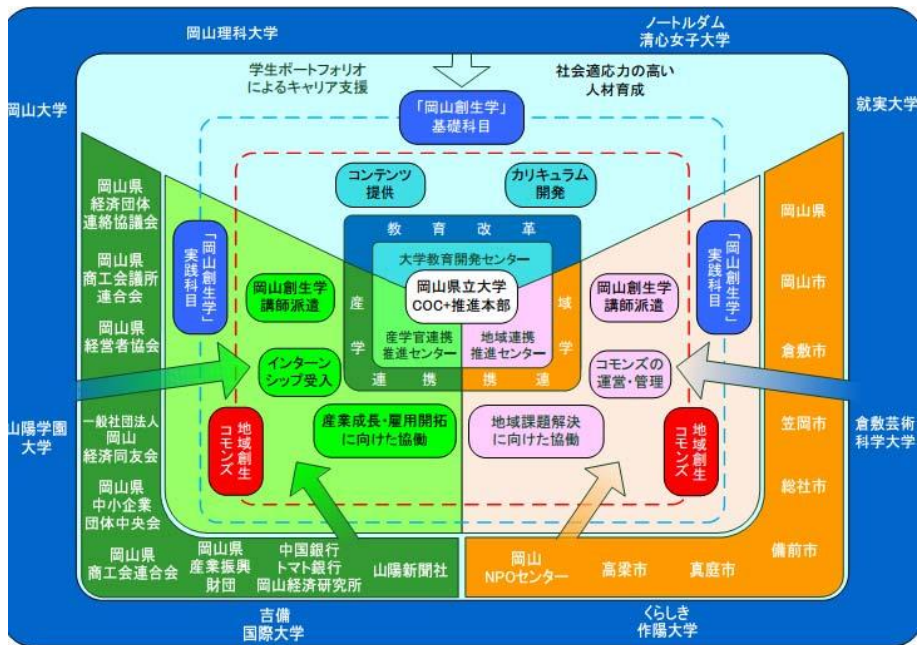 岡山理科大学
ノートルダム
清心女子大学
学生ポートフォリオ
によるキャリア支援
社会適応力の高い
人材育成
岡山大学
就実大学
「岡山創生学」
基礎科目
コンテンツ
提供
カリキュラム
開発
岡山県
経済団体
連絡協議会
岡山県
商工会議所
連合会
岡山県
経営者協会
「岡山創生学」
実践科目
岡山創生学
講師派遣
インターン
シップ受入
産業成長・雇用開拓
に向けた協働
地域創生
コモンズ
教育改革
大学教育開発センター
岡山県立大学
COC+推進本部
産学
連携
産学官連携
推進センター
地域連携
推進センター
域学
携連
岡山創生学
講師派遣
コモンズの
運営・管理
地域課題解決
に向けた協働
地域創生
コモンズ
「岡山創生学」
実践科目
岡山県
岡山市
倉敷市
笠岡市
総社市
備前市
山陽学園
大学
倉敷芸術
科学大学
一般社団法人
岡山
経済同友会
岡山県
中小企業
団体中央会
岡山県
商工会連合会
岡山県
産業振興
財団
中国銀行
トマト銀行
岡山経済研究所
山陽新聞社
岡山
NPOセンター
高梁市
真庭市
吉備
国際大学
くらしき
作陽大学